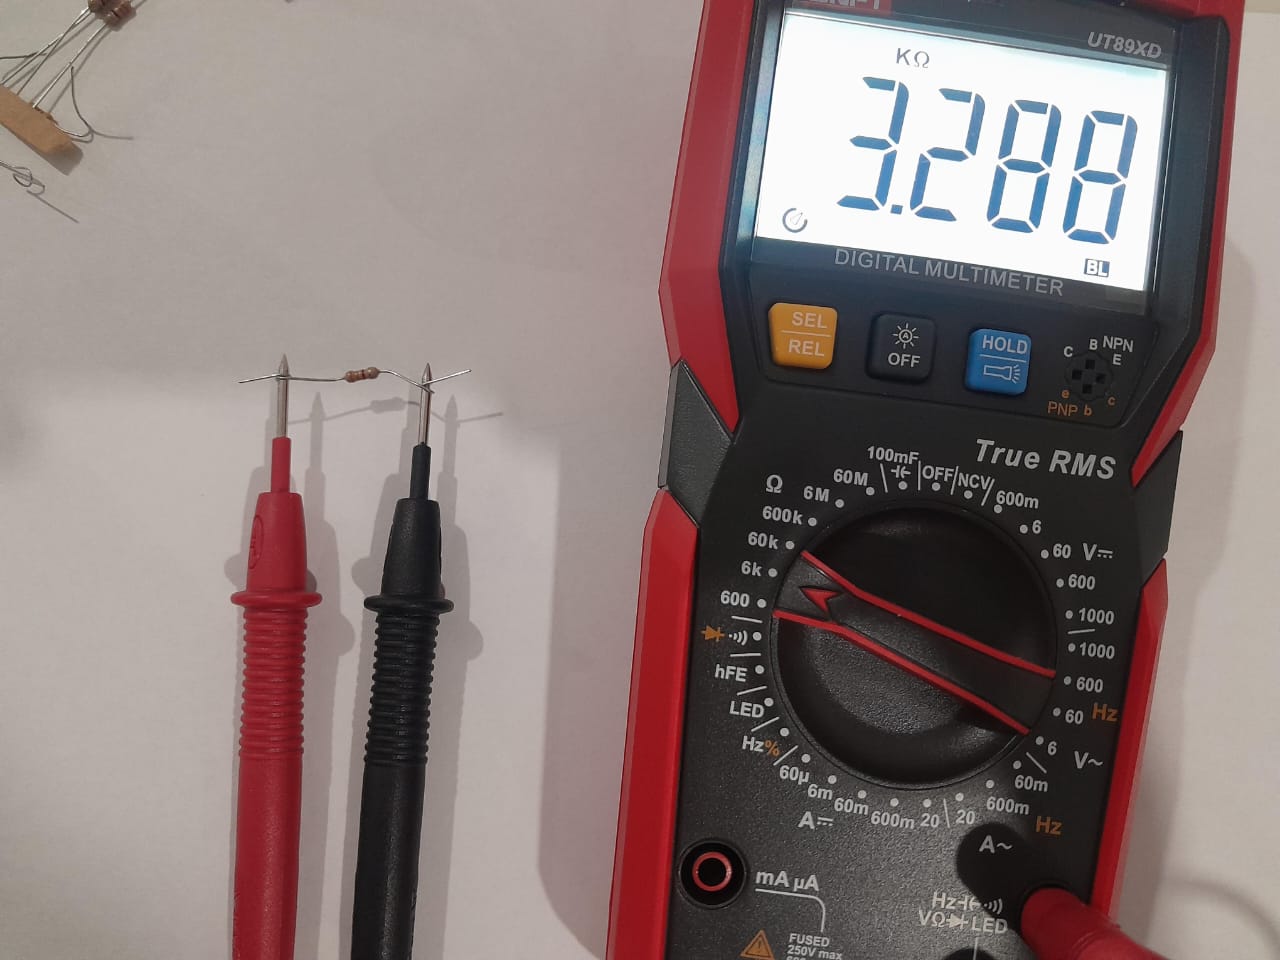 UT89XD
KΩ
3.288
BL
DIGITAL MULTIMETER
SEL
REL
OFF
HOLD
NPN
C B E
e b c
PNP
True RMS
Ω
600
6k
60k
600k
6M
60M
100mF
OFF
NCV
600m
6
60
V
600
1000
1000
600
60
Hz
6
V~
60m
600m
Hz
hFE
LED
Hz%
60µ
6m
60m
600m
20
20
A
A~
mA µA
Hz
VΩ LED
FUSED
250V max